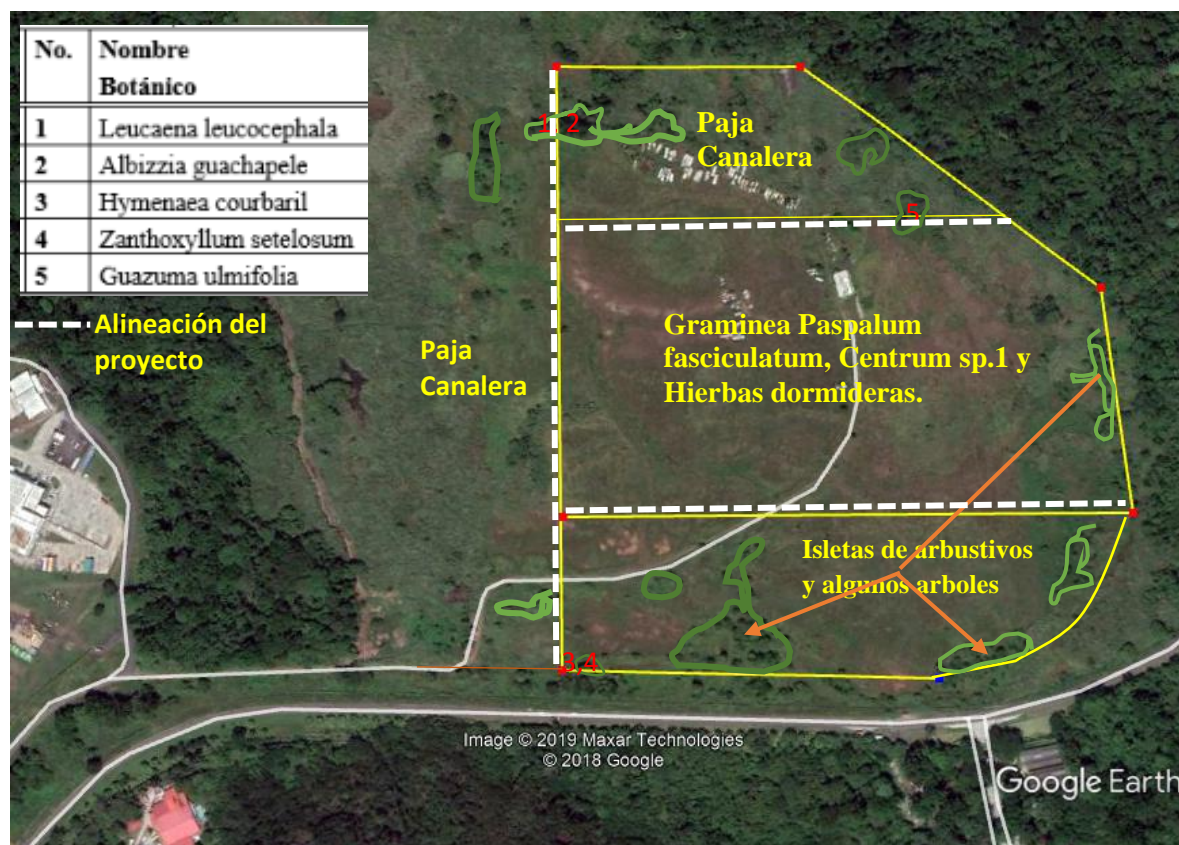 No. Nombre
Botánico
1 Leucaena leucocephala
2 Albizzia guachapele
3 Hymenaea courbaril
4 Zanthoxyllum setelosum
5 Guazuma ulmifolia
Alineación del
proyecto
1, 2
Paja
Canalera
5
Paja
Canalera
Graminea Paspalum
fasciculatum, Centrum sp.1 y
Hierbas dormideras.
Isletas de arbustivos
y algunos arboles
3,4
Image © 2019 Maxar Technologies
© 2018 Google
Google Earth